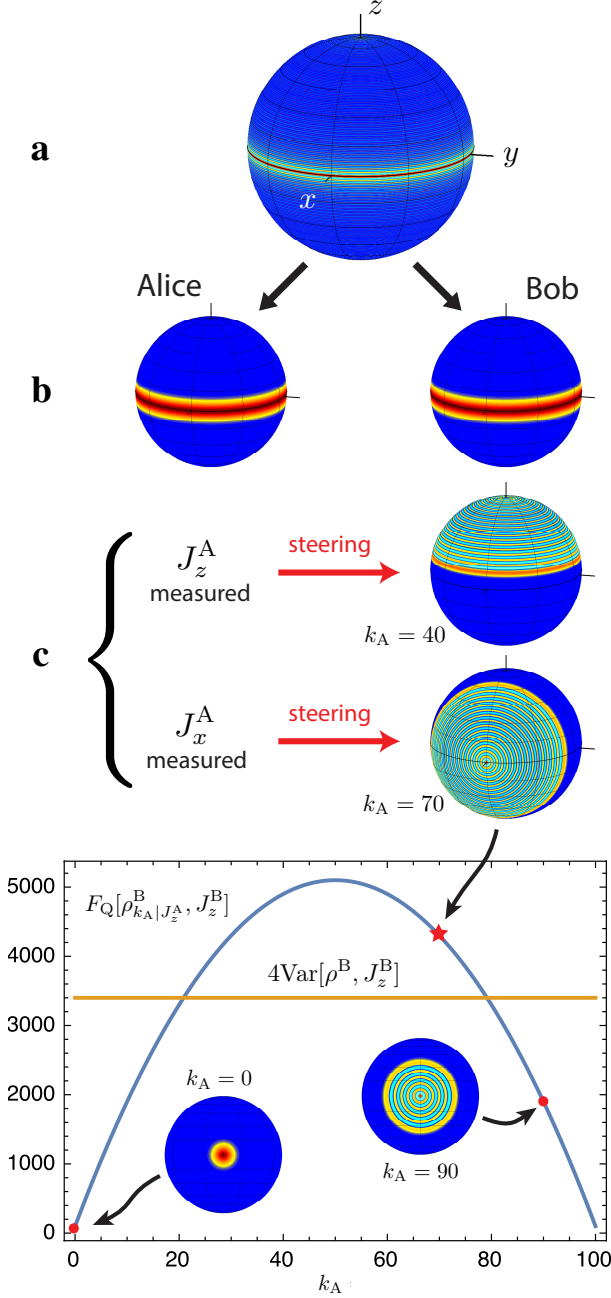 z
a
y
x
Alice
Bob
b
J_z^A
measured
steering
k_A = 40
c
J_x^A
measured
steering
k_A = 70
5000
F_Q[ρ^B_{k_A|J_z^A}, J_z^B]
4Var[ρ^B, J_z^B]
4000
3000
2000
k_A = 0
k_A = 90
1000
0
0
20
40
60
80
100
k_A